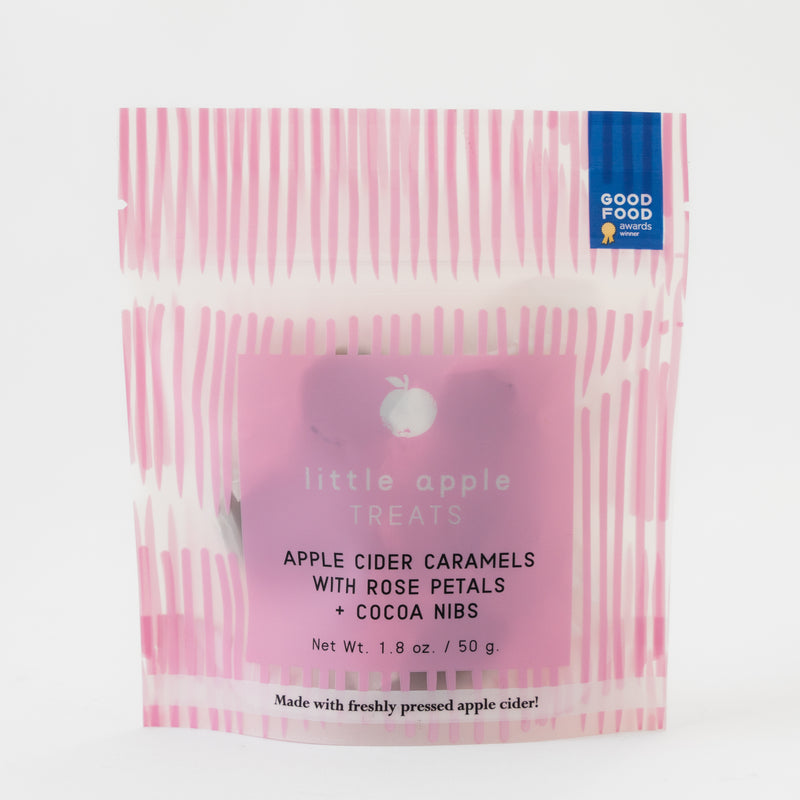 GOOD
FOOD
awards
winner
little apple
TREATS
APPLE CIDER CARAMELS
WITH ROSE PETALS
+ COCOA NIBS
Net Wt. 1.8 oz. / 50 g.
Made with freshly pressed apple cider!